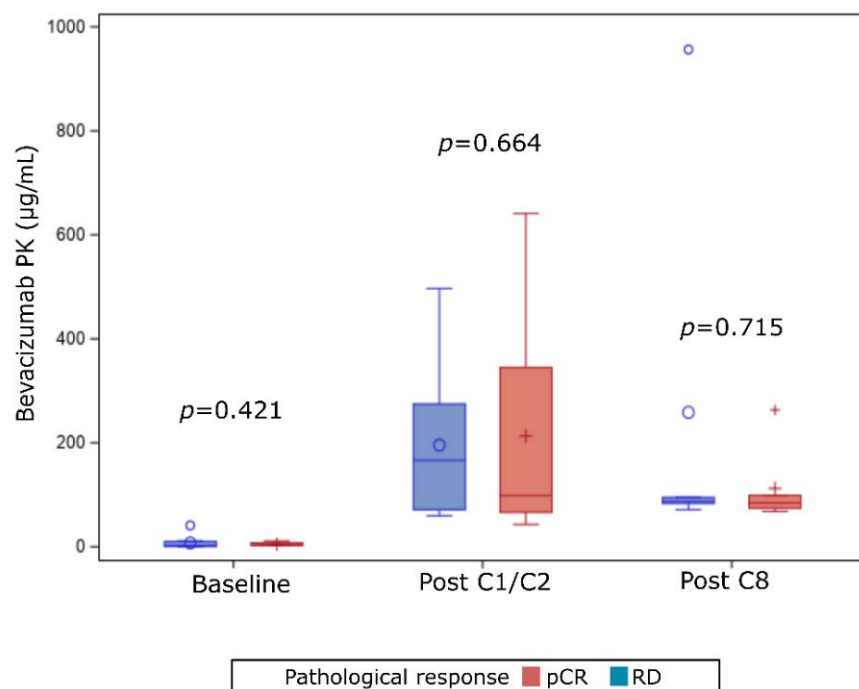 1000
800
600
400
200
0
Bevacizumab PK (µg/mL)
p=0.421
p=0.664
p=0.715
Baseline
Post C1/C2
Post C8
Pathological response pCR RD